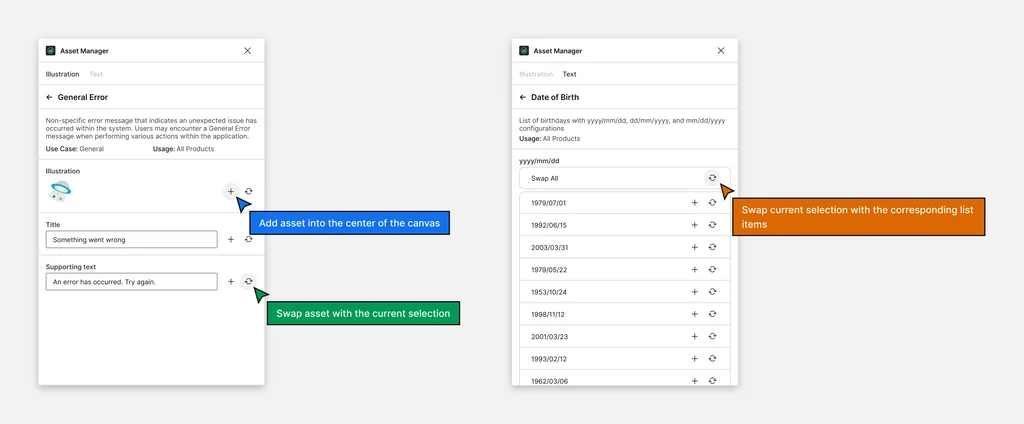 Asset Manager
Illustration Text
General Error
Non-specific error message that indicates an unexpected issue has
occurred within the system. Users may encounter a General Error
message when performing various actions within the application.
Use Case: General Usage: All Products
Illustration
Add asset into the center of the canvas
Title
Something went wrong
Supporting text
An error has occurred. Try again.
Swap asset with the current selection
Asset Manager
Illustration Text
Date of Birth
List of birthdays with yyyy/mm/dd, dd/mm/yyyy, and mm/dd/yyyy
configurations
Usage: All Products
yyyy/mm/dd
Swap All
Swap current selection with the corresponding list
items
1979/07/01
1992/06/15
2003/03/31
1979/05/22
1953/10/24
1998/11/12
2001/03/23
1993/02/12
1962/03/06